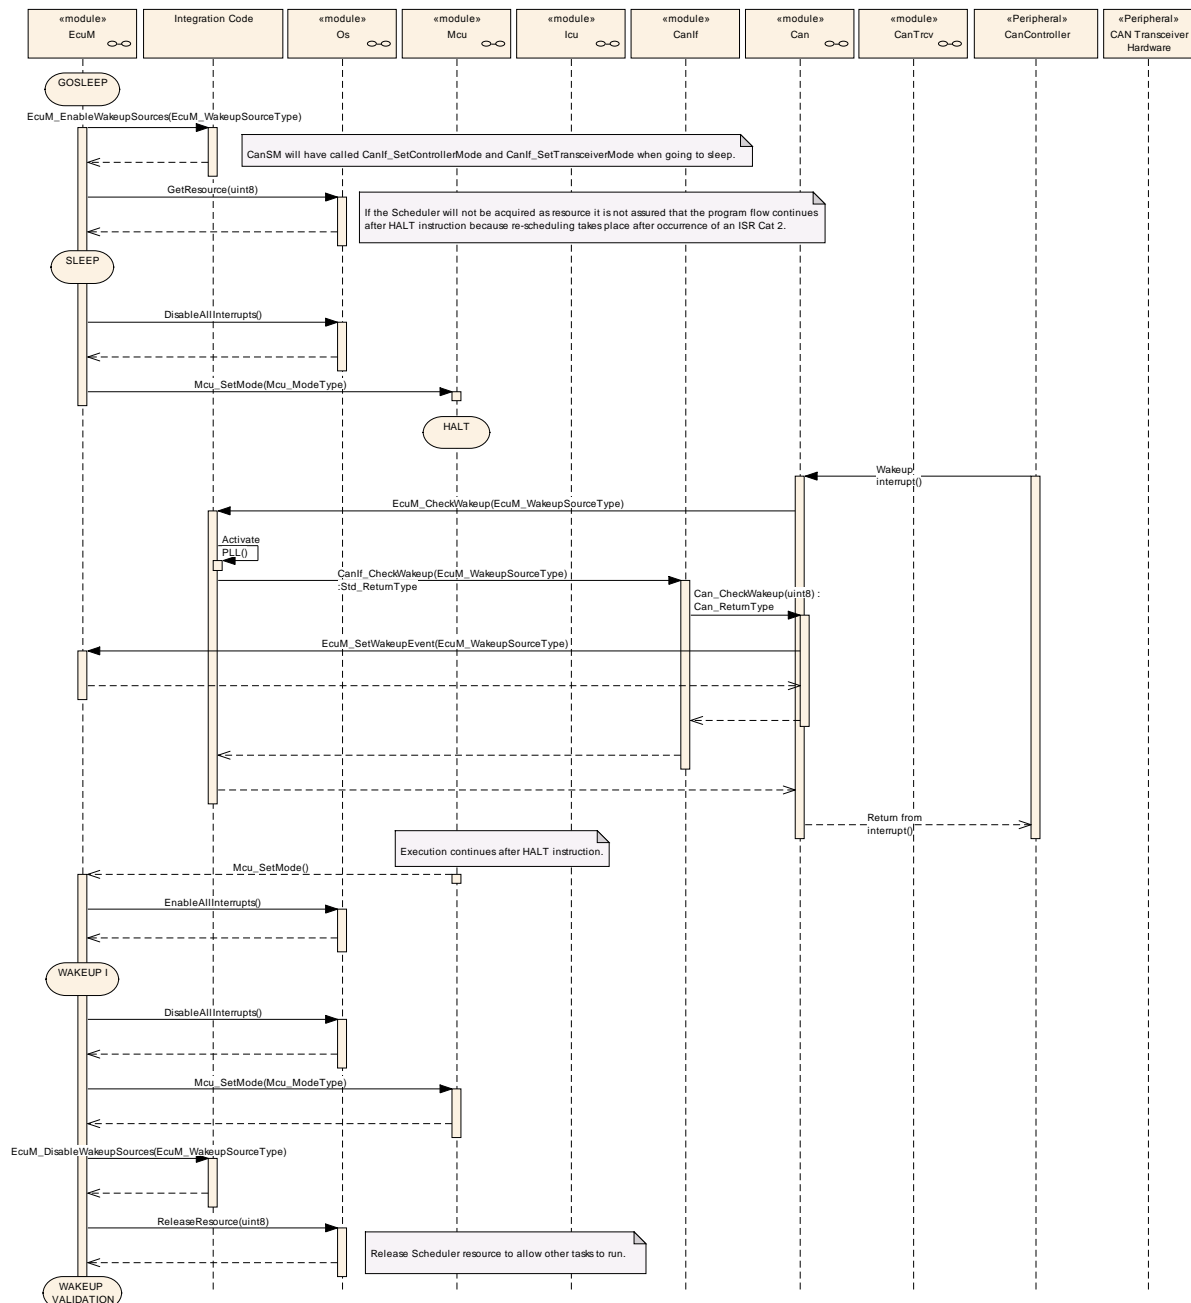 «module»
EcuM
Integration Code
«module»
Os
«module»
Mcu
«module»
Icu
«module»
CanIf
«module»
Can
«module»
CanTrcv
«Peripheral»
CanController
«Peripheral»
CAN Transceiver
Hardware
GOSLEEP
EcuM_EnableWakeupSources(EcuM_WakeupSourceType)
CanSM will have called CanIf_SetControllerMode and CanIf_SetTransceiverMode when going to sleep.
GetResource(uint8)
If the Scheduler will not be acquired as resource it is not assured that the program flow continues
after HALT instruction because re-scheduling takes place after occurrence of an ISR Cat 2.
SLEEP
DisableAllInterrupts()
Mcu_SetMode(Mcu_ModeType)
HALT
Wakeup
interrupt()
EcuM_CheckWakeup(EcuM_WakeupSourceType)
Activate
PLL()
CanIf_CheckWakeup(EcuM_WakeupSourceType)
:Std_ReturnType
Can_CheckWakeup(uint8) :
Can_ReturnType
EcuM_SetWakeupEvent(EcuM_WakeupSourceType)
Return from
interrupt()
Execution continues after HALT instruction.
Mcu_SetMode()
EnableAllInterrupts()
WAKEUP I
DisableAllInterrupts()
Mcu_SetMode(Mcu_ModeType)
EcuM_DisableWakeupSources(EcuM_WakeupSourceType)
ReleaseResource(uint8)
Release Scheduler resource to allow other tasks to run.
WAKEUP
VALIDATION